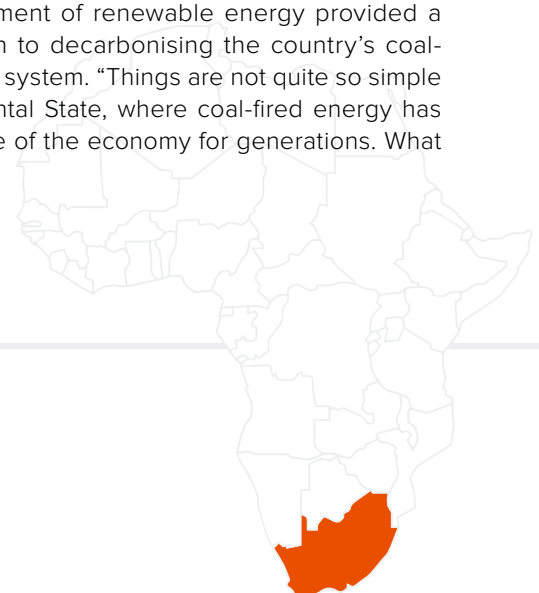 ment of renewable energy provided a
n to decarbonising the country’s coal-
system. “Things are not quite so simple
ntal State, where coal-fired energy has
e of the economy for generations. What